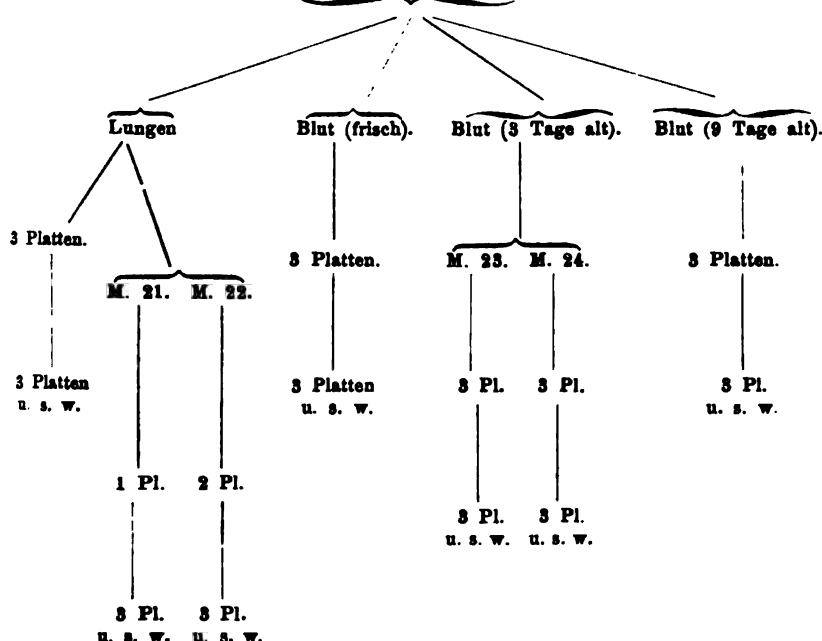 Lungen
Blut (frisch).
Blut (3 Tage alt).
Blut (9 Tage alt).
3 Platten.
3 Platten.
M. 23. M. 24.
3 Platten.
M. 21. M. 22.
3 Platten
u. s. w.
3 Platten
u. s. w.
3 Pl. 3 Pl.
3 Pl.
u. s. w.
1 Pl. 2 Pl.
3 Pl. 3 Pl.
u. s. w. u. s. w.
3 Pl. 3 Pl.
u. s. w. u. s. w.